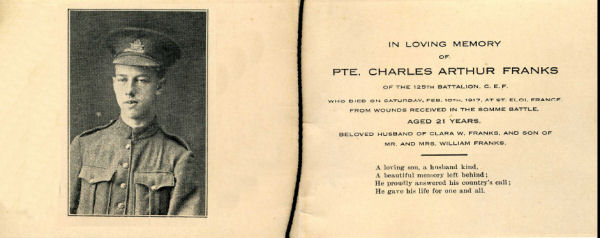 IN LOVING MEMORY
OF
PTE. CHARLES ARTHUR FRANKS
OF THE 125TH BATTALION, C. E. F.
WHO DIED ON SATURDAY, FEB. 10TH, 1917, AT ST. ELOI, FRANCE,
FROM WOUNDS RECEIVED IN THE SOMME BATTLE,
AGED 21 YEARS.
BELOVED HUSBAND OF CLARA W. FRANKS, AND SON OF
MR. AND MRS. WILLIAM FRANKS.
A loving son, a husband kind,
A beautiful memory left behind;
He proudly answered his country's call;
He gave his life for one and all.